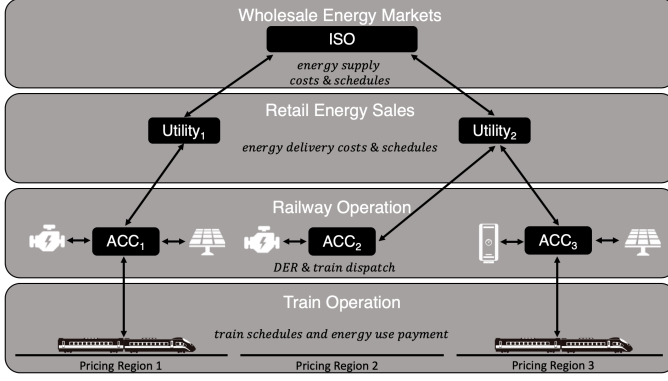 Wholesale Energy Markets
ISO
energy supply
costs & schedules
Retail Energy Sales
Utility₁
Utility₂
energy delivery costs & schedules
Railway Operation
ACC₁
ACC₂
ACC₃
DER & train dispatch
Train Operation
train schedules and energy use payment
Pricing Region 1
Pricing Region 2
Pricing Region 3